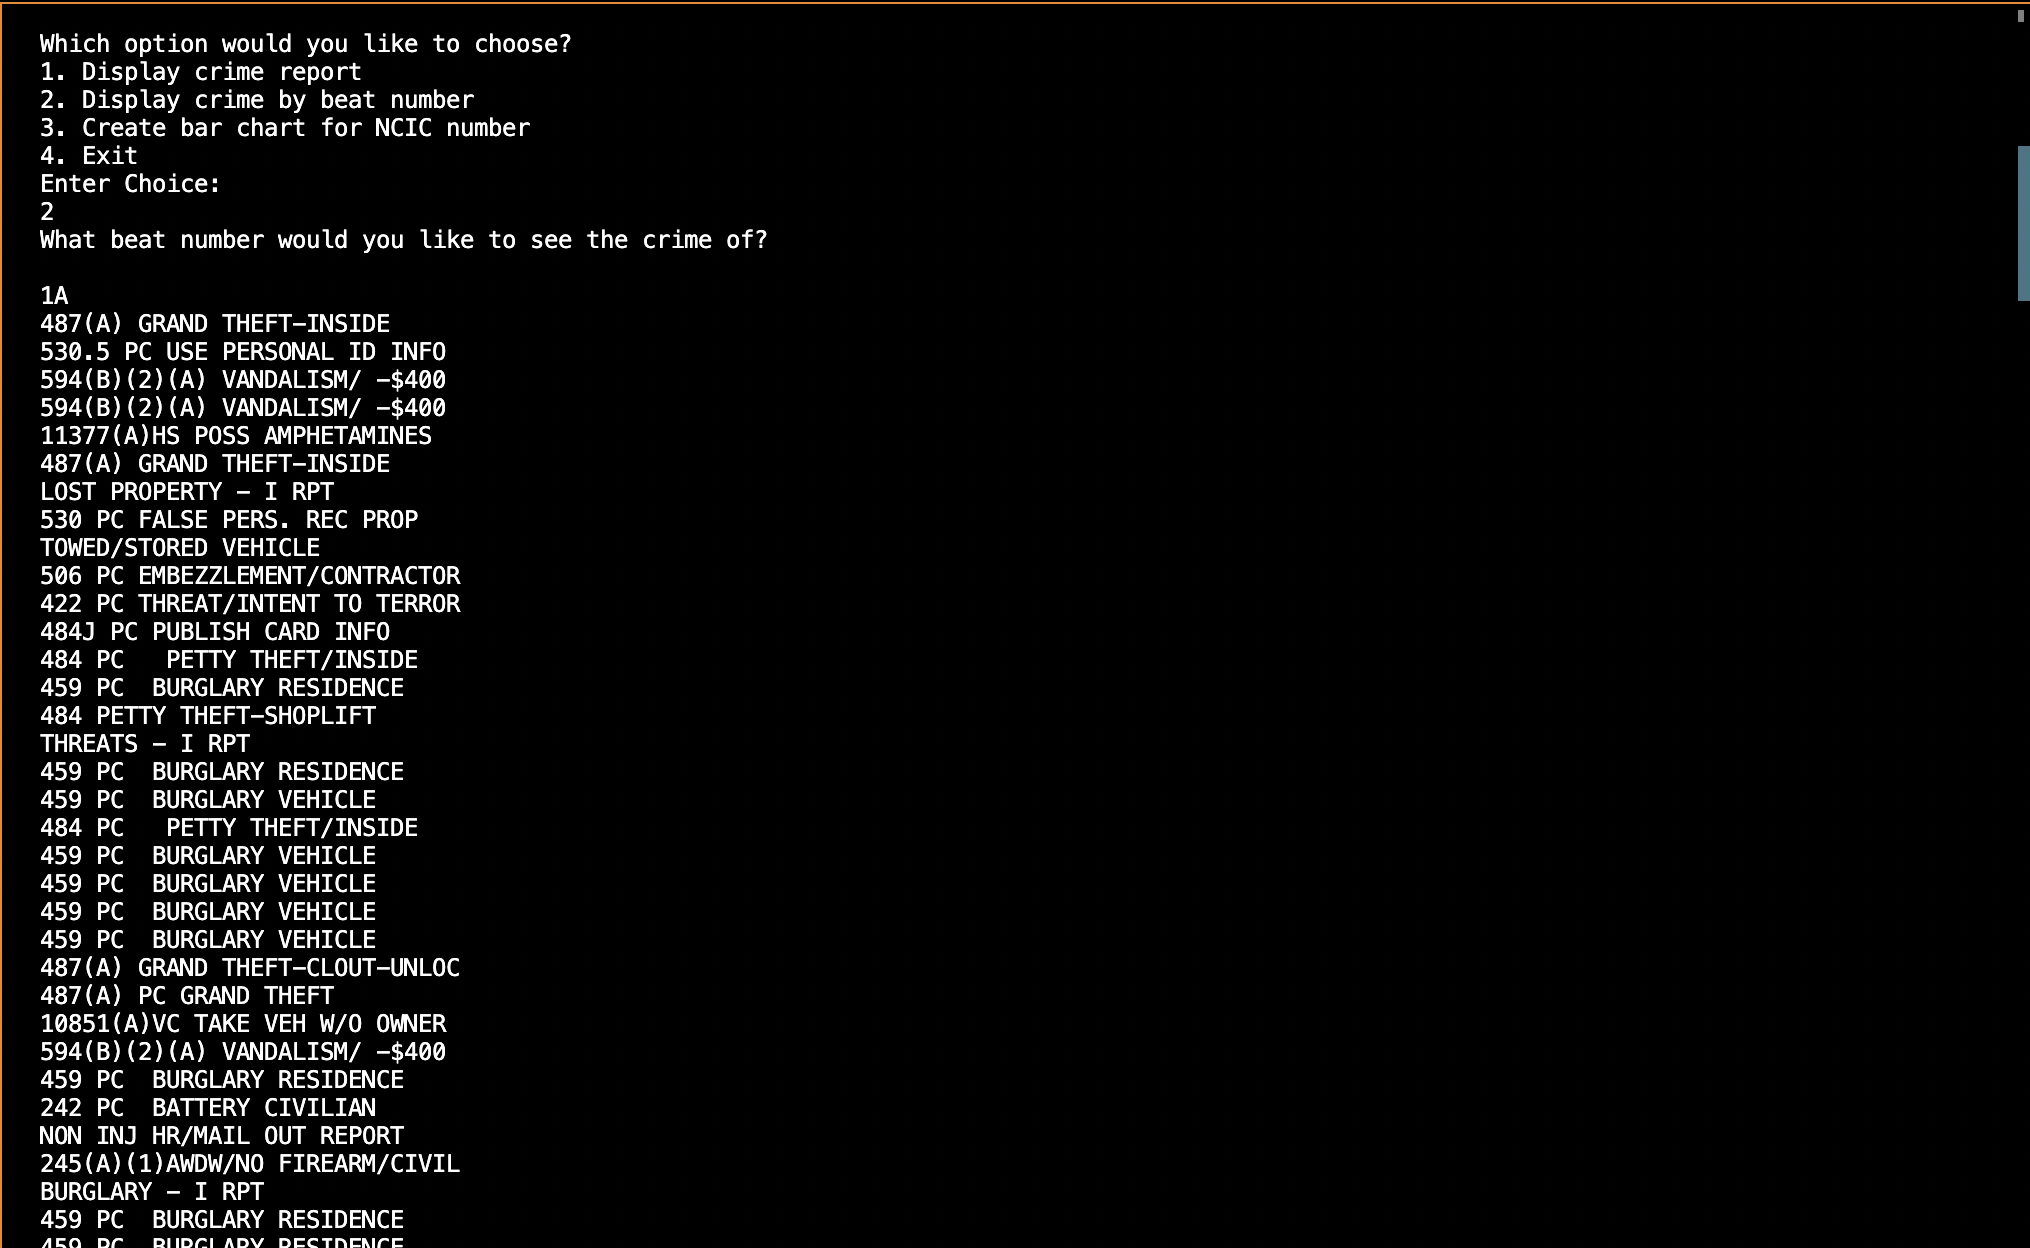 Which option would you like to choose?
1. Display crime report
2. Display crime by beat number
3. Create bar chart for NCIC number
4. Exit
Enter Choice:
2
What beat number would you like to see the crime of?
1A
487(A) GRAND THEFT-INSIDE
530.5 PC USE PERSONAL ID INFO
594(B)(2)(A) VANDALISM/ -$400
594(B)(2)(A) VANDALISM/ -$400
11377(A)HS POSS AMPHETAMINES
487(A) GRAND THEFT-INSIDE
LOST PROPERTY - I RPT
530 PC FALSE PERS. REC PROP
TOWED/STORED VEHICLE
506 PC EMBEZZLEMENT/CONTRACTOR
422 PC THREAT/INTENT TO TERROR
484J PC PUBLISH CARD INFO
484 PC   PETTY THEFT/INSIDE
459 PC  BURGLARY RESIDENCE
484 PETTY THEFT-SHOPLIFT
THREATS - I RPT
459 PC  BURGLARY RESIDENCE
459 PC  BURGLARY VEHICLE
484 PC   PETTY THEFT/INSIDE
459 PC  BURGLARY VEHICLE
459 PC  BURGLARY VEHICLE
459 PC  BURGLARY VEHICLE
459 PC  BURGLARY VEHICLE
487(A) GRAND THEFT-CLOUT-UNLOC
487(A) PC GRAND THEFT
10851(A)VC TAKE VEH W/O OWNER
594(B)(2)(A) VANDALISM/ -$400
459 PC  BURGLARY RESIDENCE
242 PC  BATTERY CIVILIAN
NON INJ HR/MAIL OUT REPORT
245(A)(1)AWDW/NO FIREARM/CIVIL
BURGLARY - I RPT
459 PC  BURGLARY RESIDENCE
459 PC  BURGLARY RESIDENCE